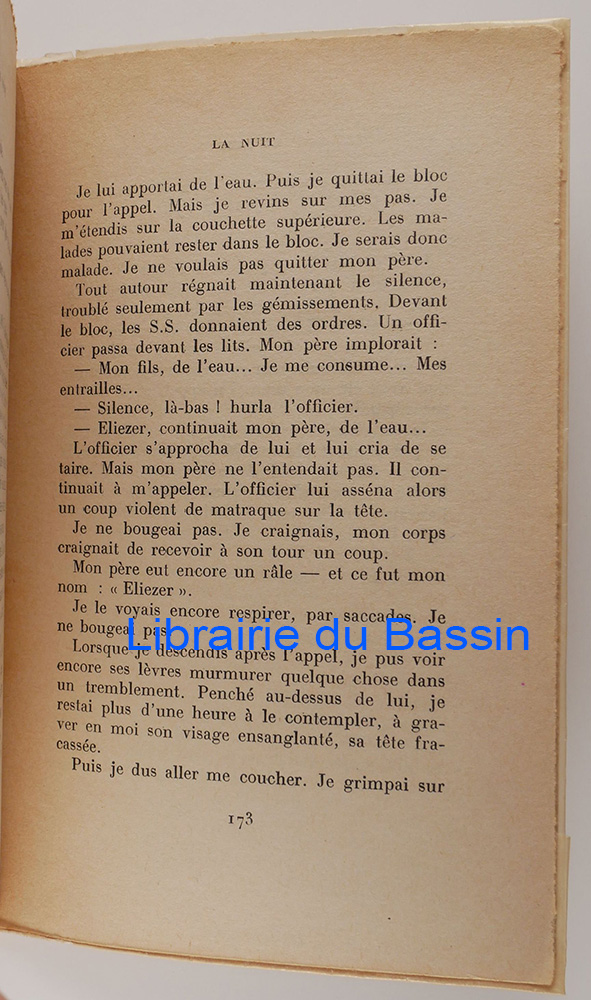 LA NUIT
Je lui apportai de l'eau. Puis je quittai le bloc
pour l'appel. Mais je revins sur mes pas. Je
m'étendis sur la couchette supérieure. Les ma-
lades pouvaient rester dans le bloc. Je serais donc
malade. Je ne voulais pas quitter mon père.
Tout autour régnait maintenant le silence,
troublé seulement par les gémissements. Devant
le bloc, les S.S. donnaient des ordres. Un offi-
cier passa devant les lits. Mon père implorait :
— Mon fils, de l'eau... Je me consume... Mes
entrailles...
— Silence, là-bas ! hurla l'officier.
— Eliezer, continuait mon père, de l'eau...
L'officier s'approcha de lui et lui cria de se
taire. Mais mon père ne l'entendait pas. Il con-
tinuait à m'appeler. L'officier lui asséna alors
un coup violent de matraque sur la tête.
Je ne bougeai pas. Je craignais, mon corps
craignait de recevoir à son tour un coup.
Mon père eut encore un râle — et ce fut mon
nom : « Eliezer ».
Je le voyais encore respirer, par saccades. Je
ne bougeai pas.
Librairie du Bassin
Lorsque je descendis après l'appel, je pus voir
encore ses lèvres murmurer quelque chose dans
un tremblement. Penché au-dessus de lui, je
restai plus d'une heure à le contempler, à gra-
ver en moi son visage ensanglanté, sa tête fra-
cassée.
Puis je dus aller me coucher. Je grimpai sur
173